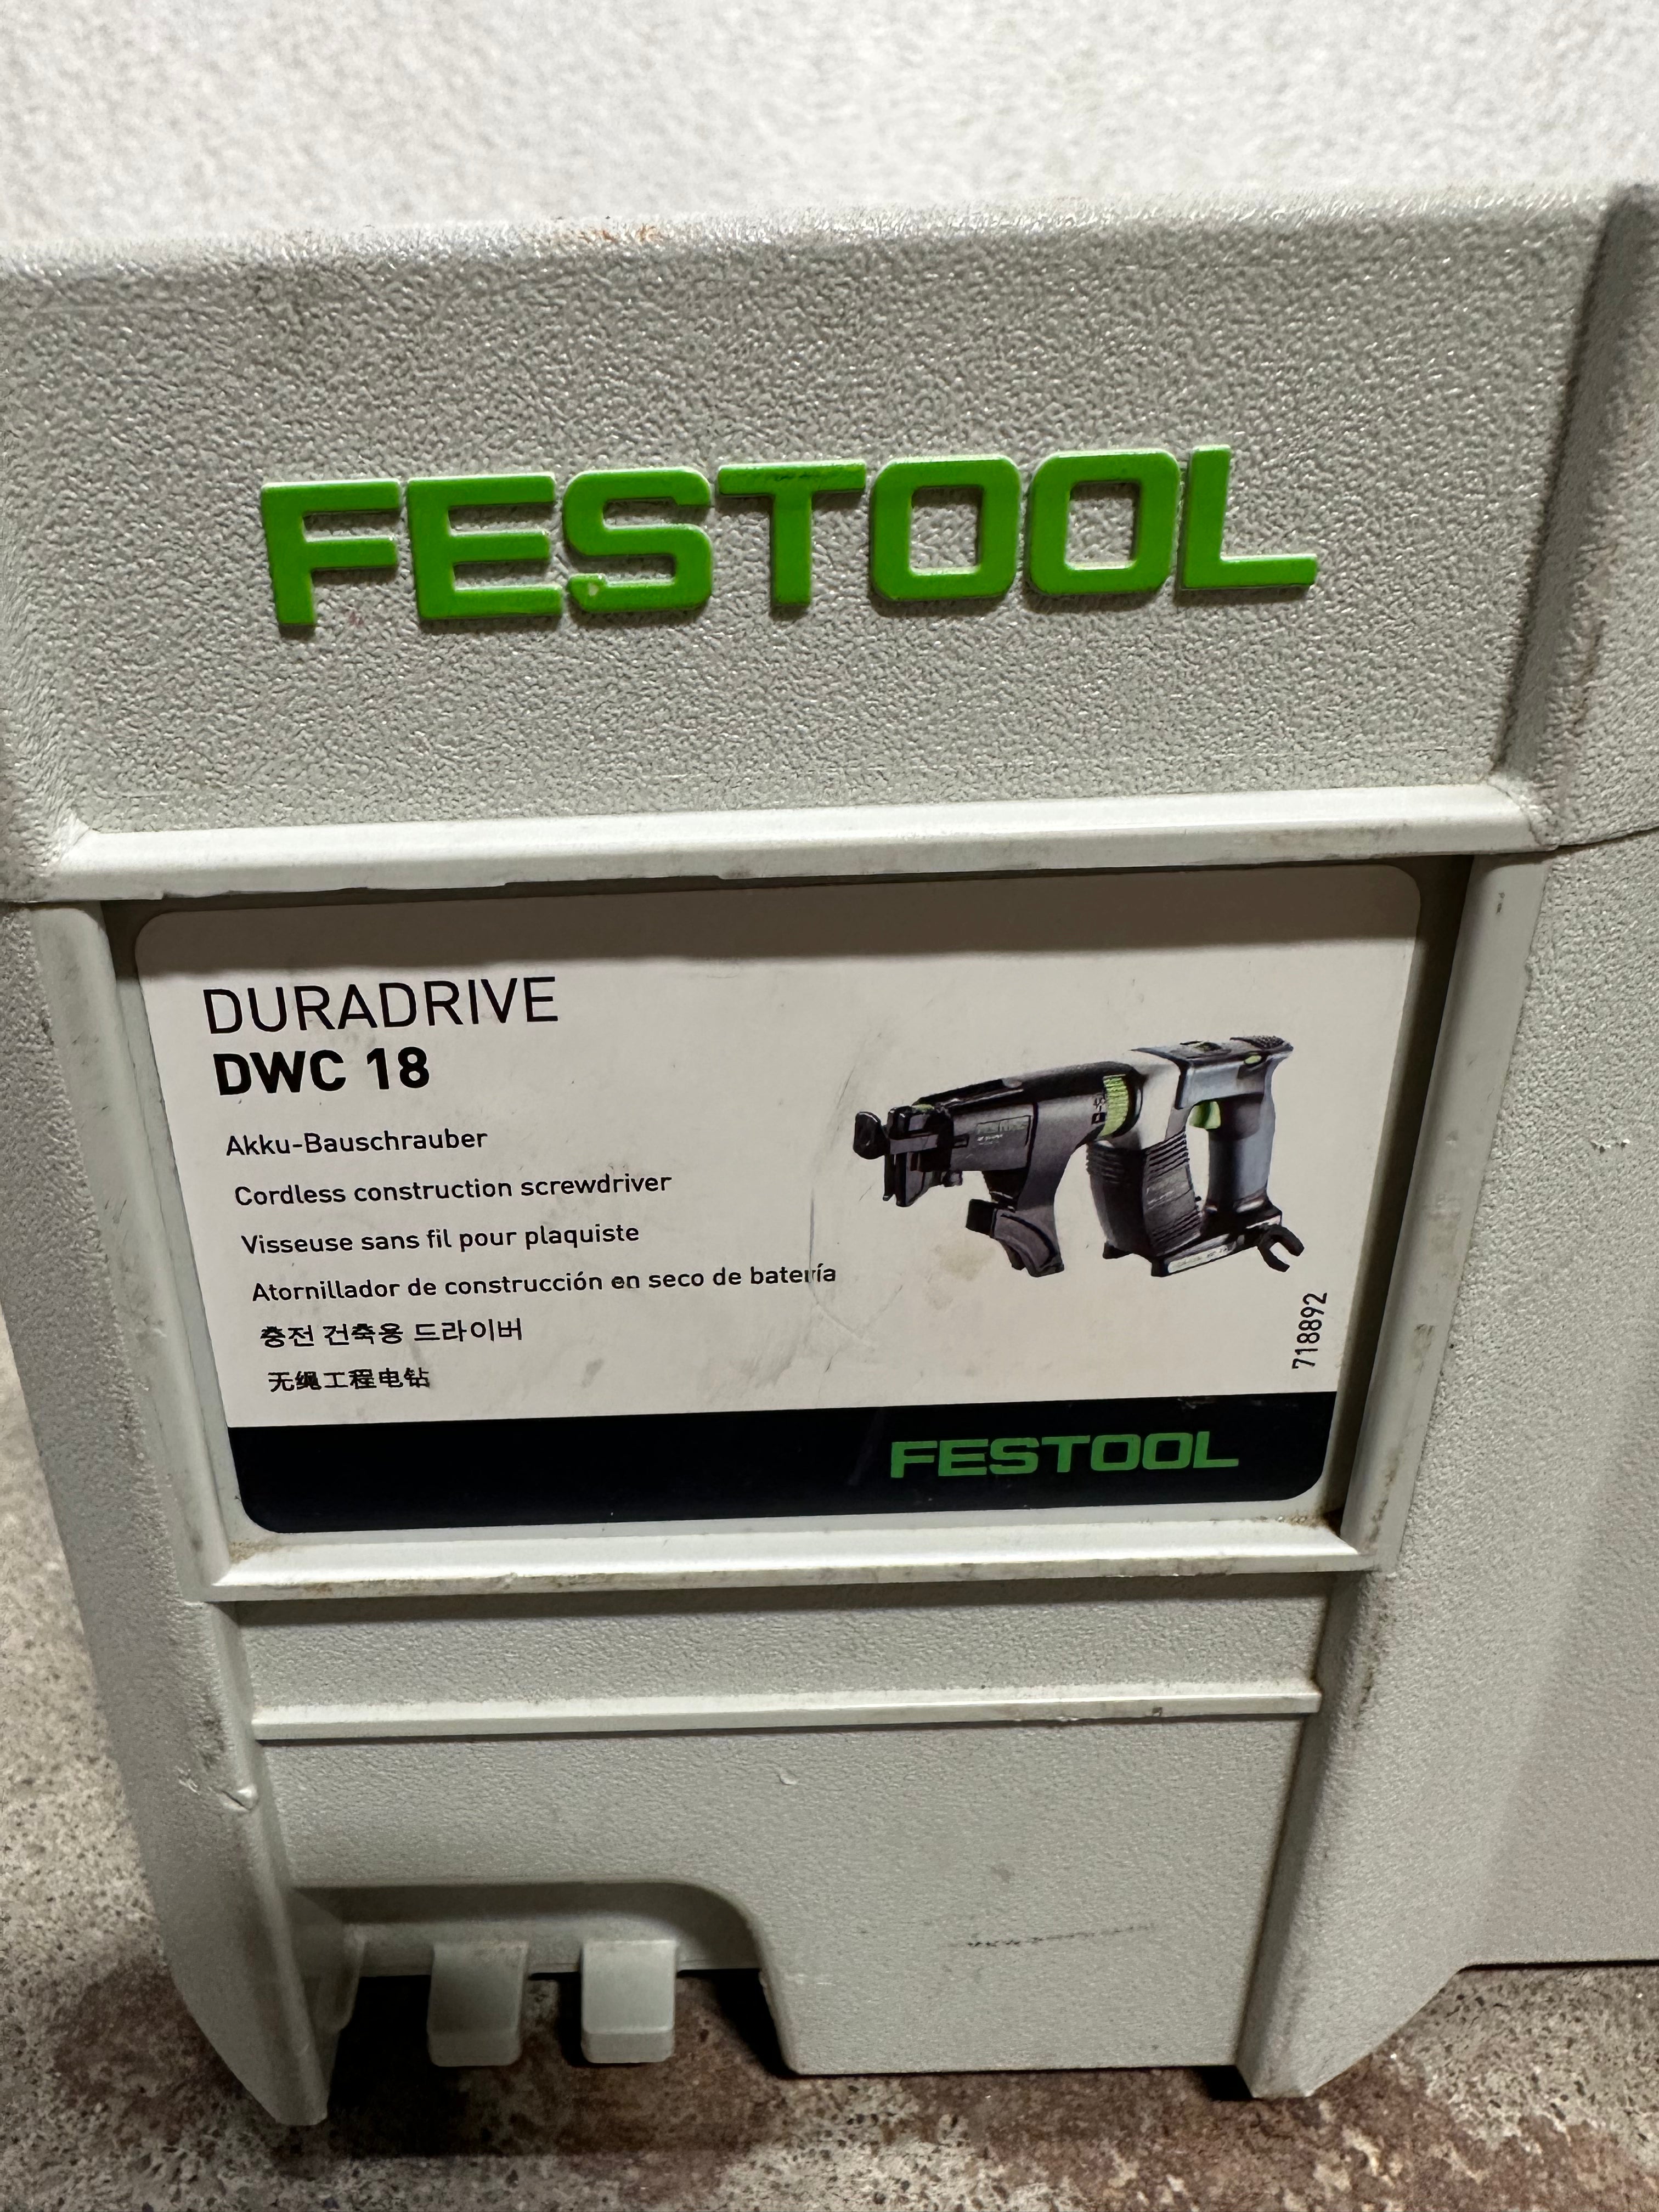 FESTOOL
DURADRIVE
DWC 18
Akku-Bauschrauber
Cordless construction screwdriver
Visseuse sans fil pour plaquiste
Atornillador de construcción en seco de batería
충전 건축용 드라이버
无绳工程电钻
718892
FESTOOL